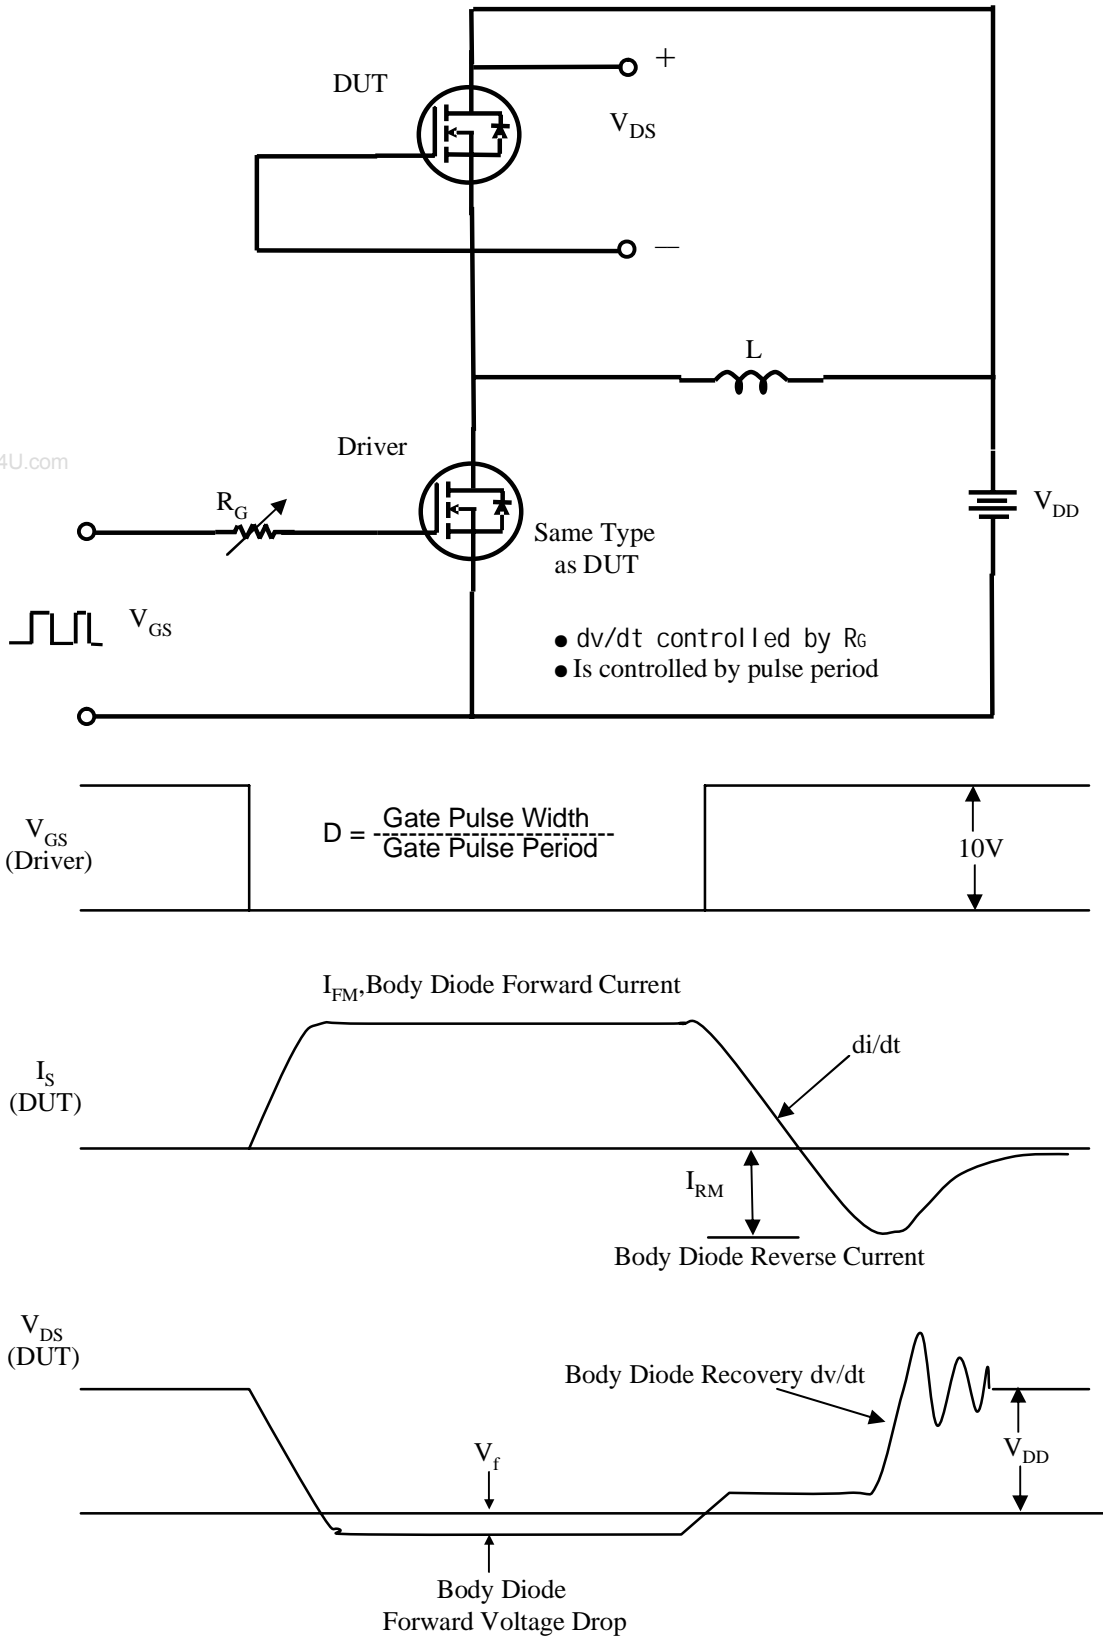 DUT
+
V_DS
—
L
4U.com
Driver
R_G
V_DD
Same Type
as DUT
V_GS
● dv/dt controlled by RG
● Is controlled by pulse period
V_GS
(Driver)
D = Gate Pulse Width
Gate Pulse Period
10V
I_FM,Body Diode Forward Current
I_S
(DUT)
di/dt
I_RM
Body Diode Reverse Current
V_DS
(DUT)
Body Diode Recovery dv/dt
V_f
V_DD
Body Diode
Forward Voltage Drop